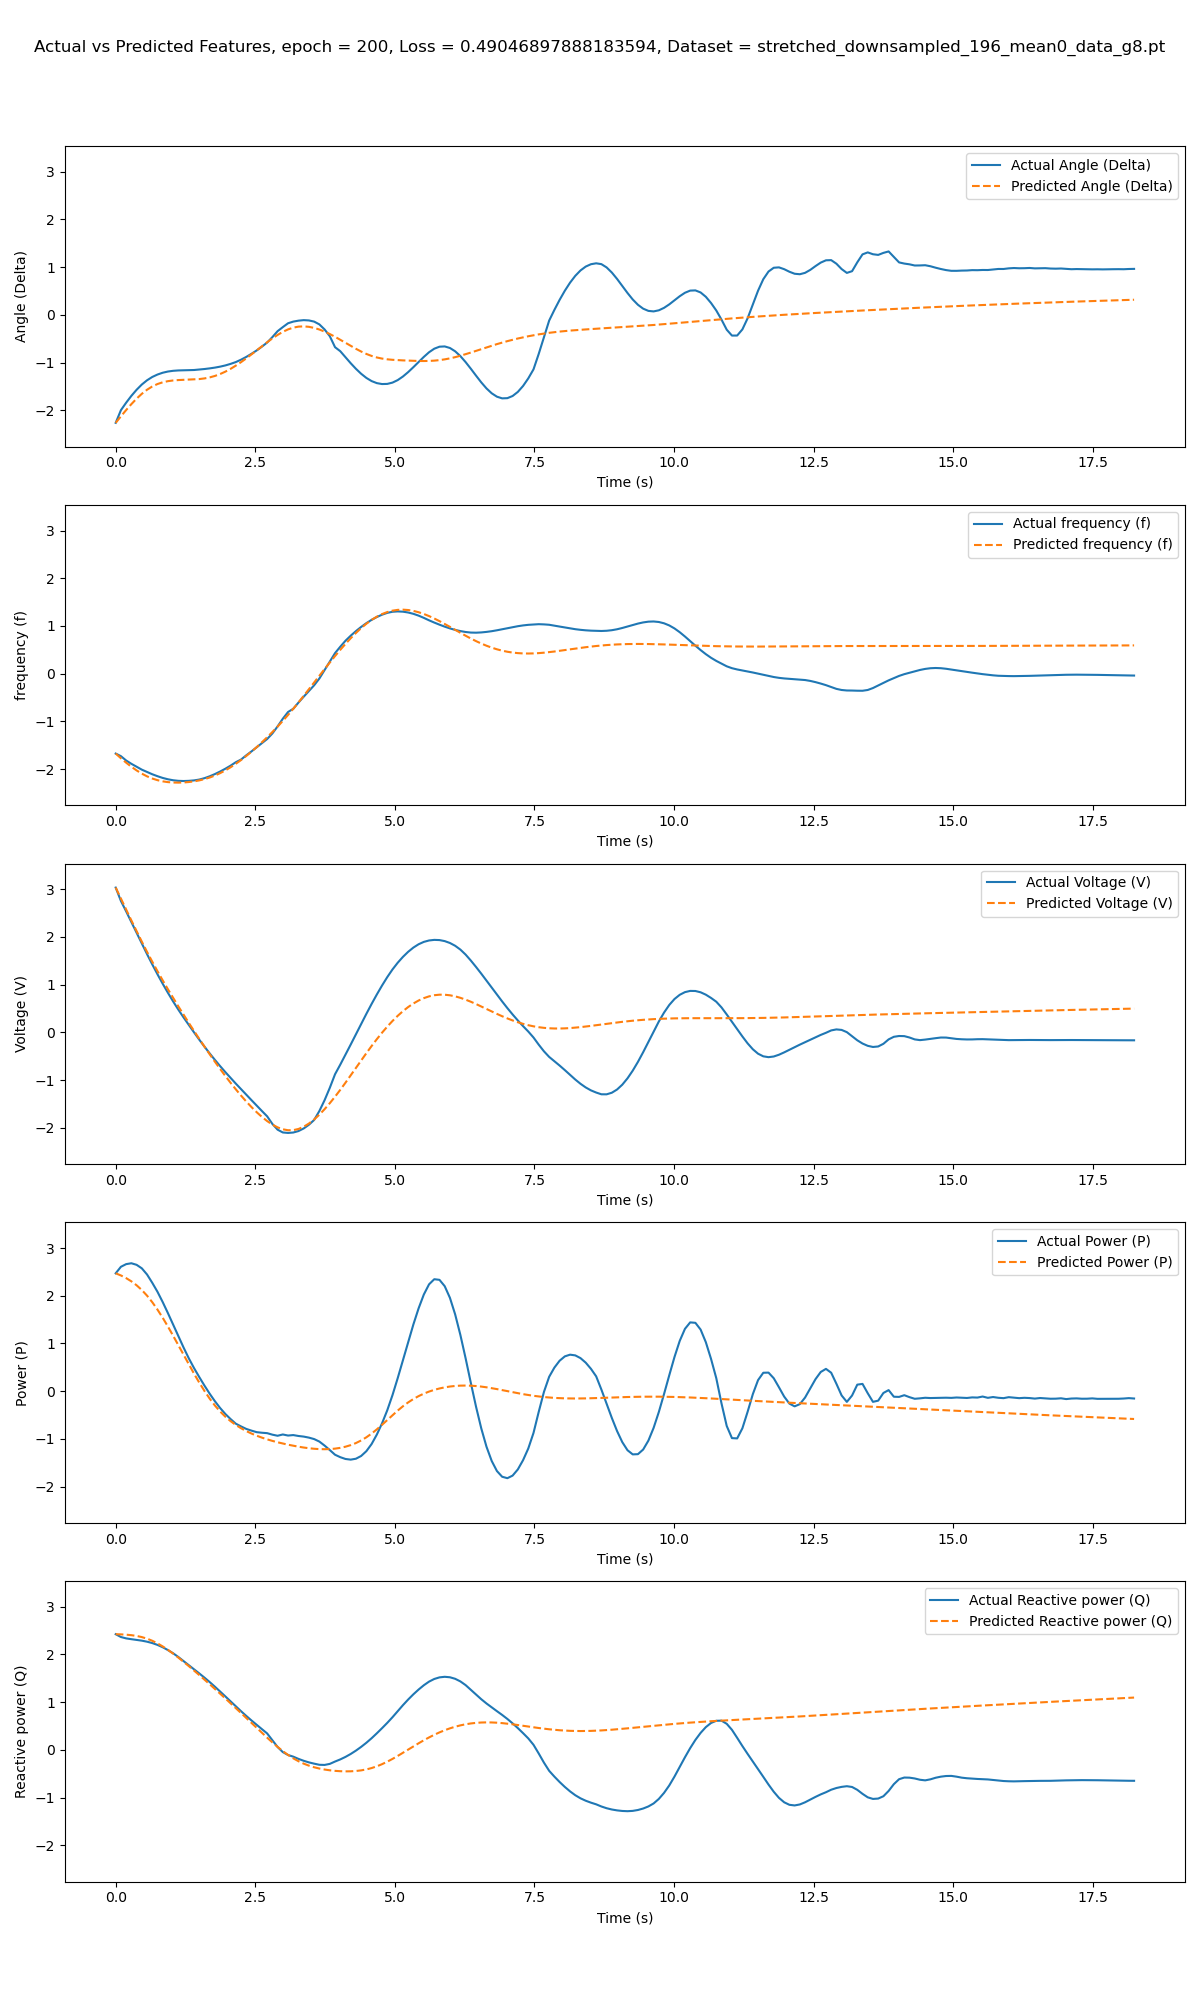 Actual vs Predicted Features, epoch = 200, Loss = 0.49046897888183594, Dataset = stretched_downsampled_196_mean0_data_g8.pt
Actual Angle (Delta)
Predicted Angle (Delta)
Angle (Delta)
3
2
1
0
−1
−2
0.0 2.5 5.0 7.5 10.0 12.5 15.0 17.5
Time (s)
Actual frequency (f)
Predicted frequency (f)
frequency (f)
3
2
1
0
−1
−2
0.0 2.5 5.0 7.5 10.0 12.5 15.0 17.5
Time (s)
Actual Voltage (V)
Predicted Voltage (V)
Voltage (V)
3
2
1
0
−1
−2
0.0 2.5 5.0 7.5 10.0 12.5 15.0 17.5
Time (s)
Actual Power (P)
Predicted Power (P)
Power (P)
3
2
1
0
−1
−2
0.0 2.5 5.0 7.5 10.0 12.5 15.0 17.5
Time (s)
Actual Reactive power (Q)
Predicted Reactive power (Q)
Reactive power (Q)
3
2
1
0
−1
−2
0.0 2.5 5.0 7.5 10.0 12.5 15.0 17.5
Time (s)